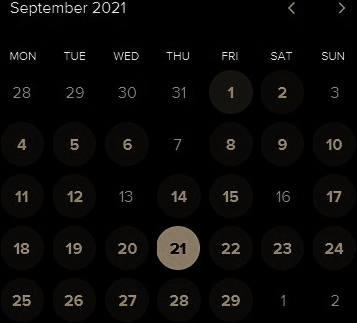 September 2021
MON TUE WED THU FRI SAT SUN
28 29 30 31 1 2 3
4 5 6 7 8 9 10
11 12 13 14 15 16 17
18 19 20 21 22 23 24
25 26 27 28 29 1 2